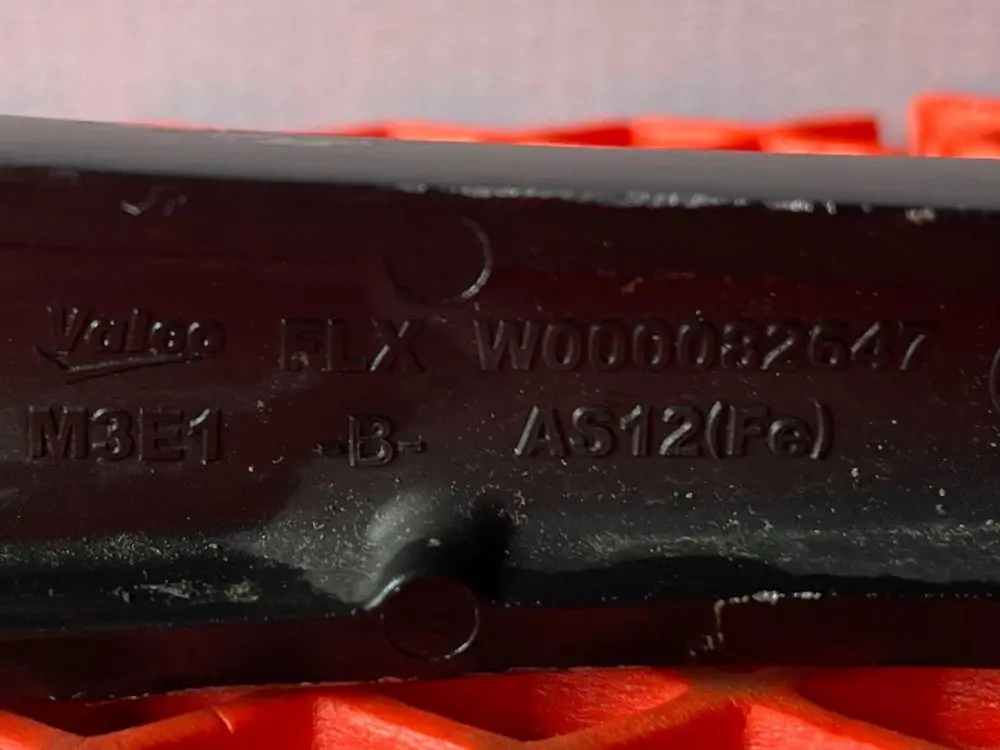 Valeo FLX W000082647
M3E1 -B- AS12(Fe)